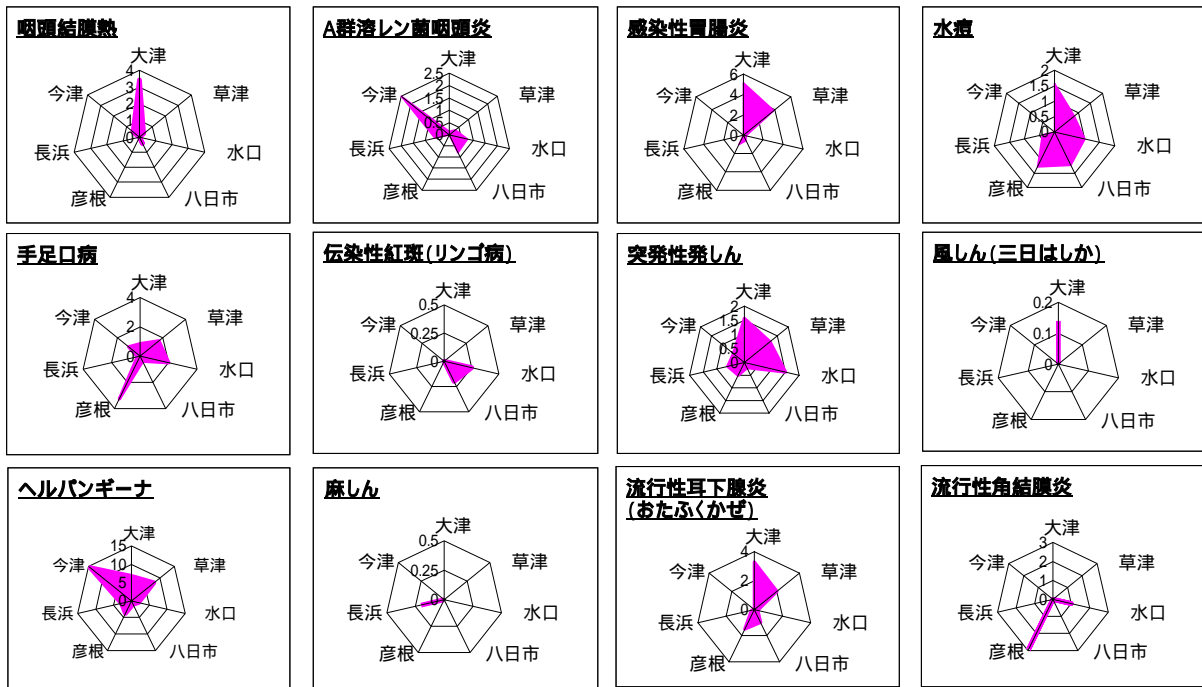 咽頭結膜熱
大津
草津
水口
八日市
彦根
長浜
今津
4
3
2
1
0
A群溶レン菌咽頭炎
大津
草津
水口
八日市
彦根
長浜
今津
2.5
2
1.5
1
0.5
0
感染性胃腸炎
大津
草津
水口
八日市
彦根
長浜
今津
6
4
2
0
水痘
大津
草津
水口
八日市
彦根
長浜
今津
2
1.5
1
0.5
0
手足口病
大津
草津
水口
八日市
彦根
長浜
今津
4
2
0
伝染性紅斑(リンゴ病)
大津
草津
水口
八日市
彦根
長浜
今津
0.5
0.25
0
突発性発しん
大津
草津
水口
八日市
彦根
長浜
今津
2
1.5
1
0.5
0
風しん(三日はしか)
大津
草津
水口
八日市
彦根
長浜
今津
0.2
0.1
0
ヘルパンギーナ
大津
草津
水口
八日市
彦根
長浜
今津
15
10
5
0
麻しん
大津
草津
水口
八日市
彦根
長浜
今津
0.5
0.25
0
流行性耳下腺炎
(おたふくかぜ)
大津
草津
水口
八日市
彦根
長浜
今津
4
2
0
流行性角結膜炎
大津
草津
水口
八日市
彦根
長浜
今津
3
2
1
0